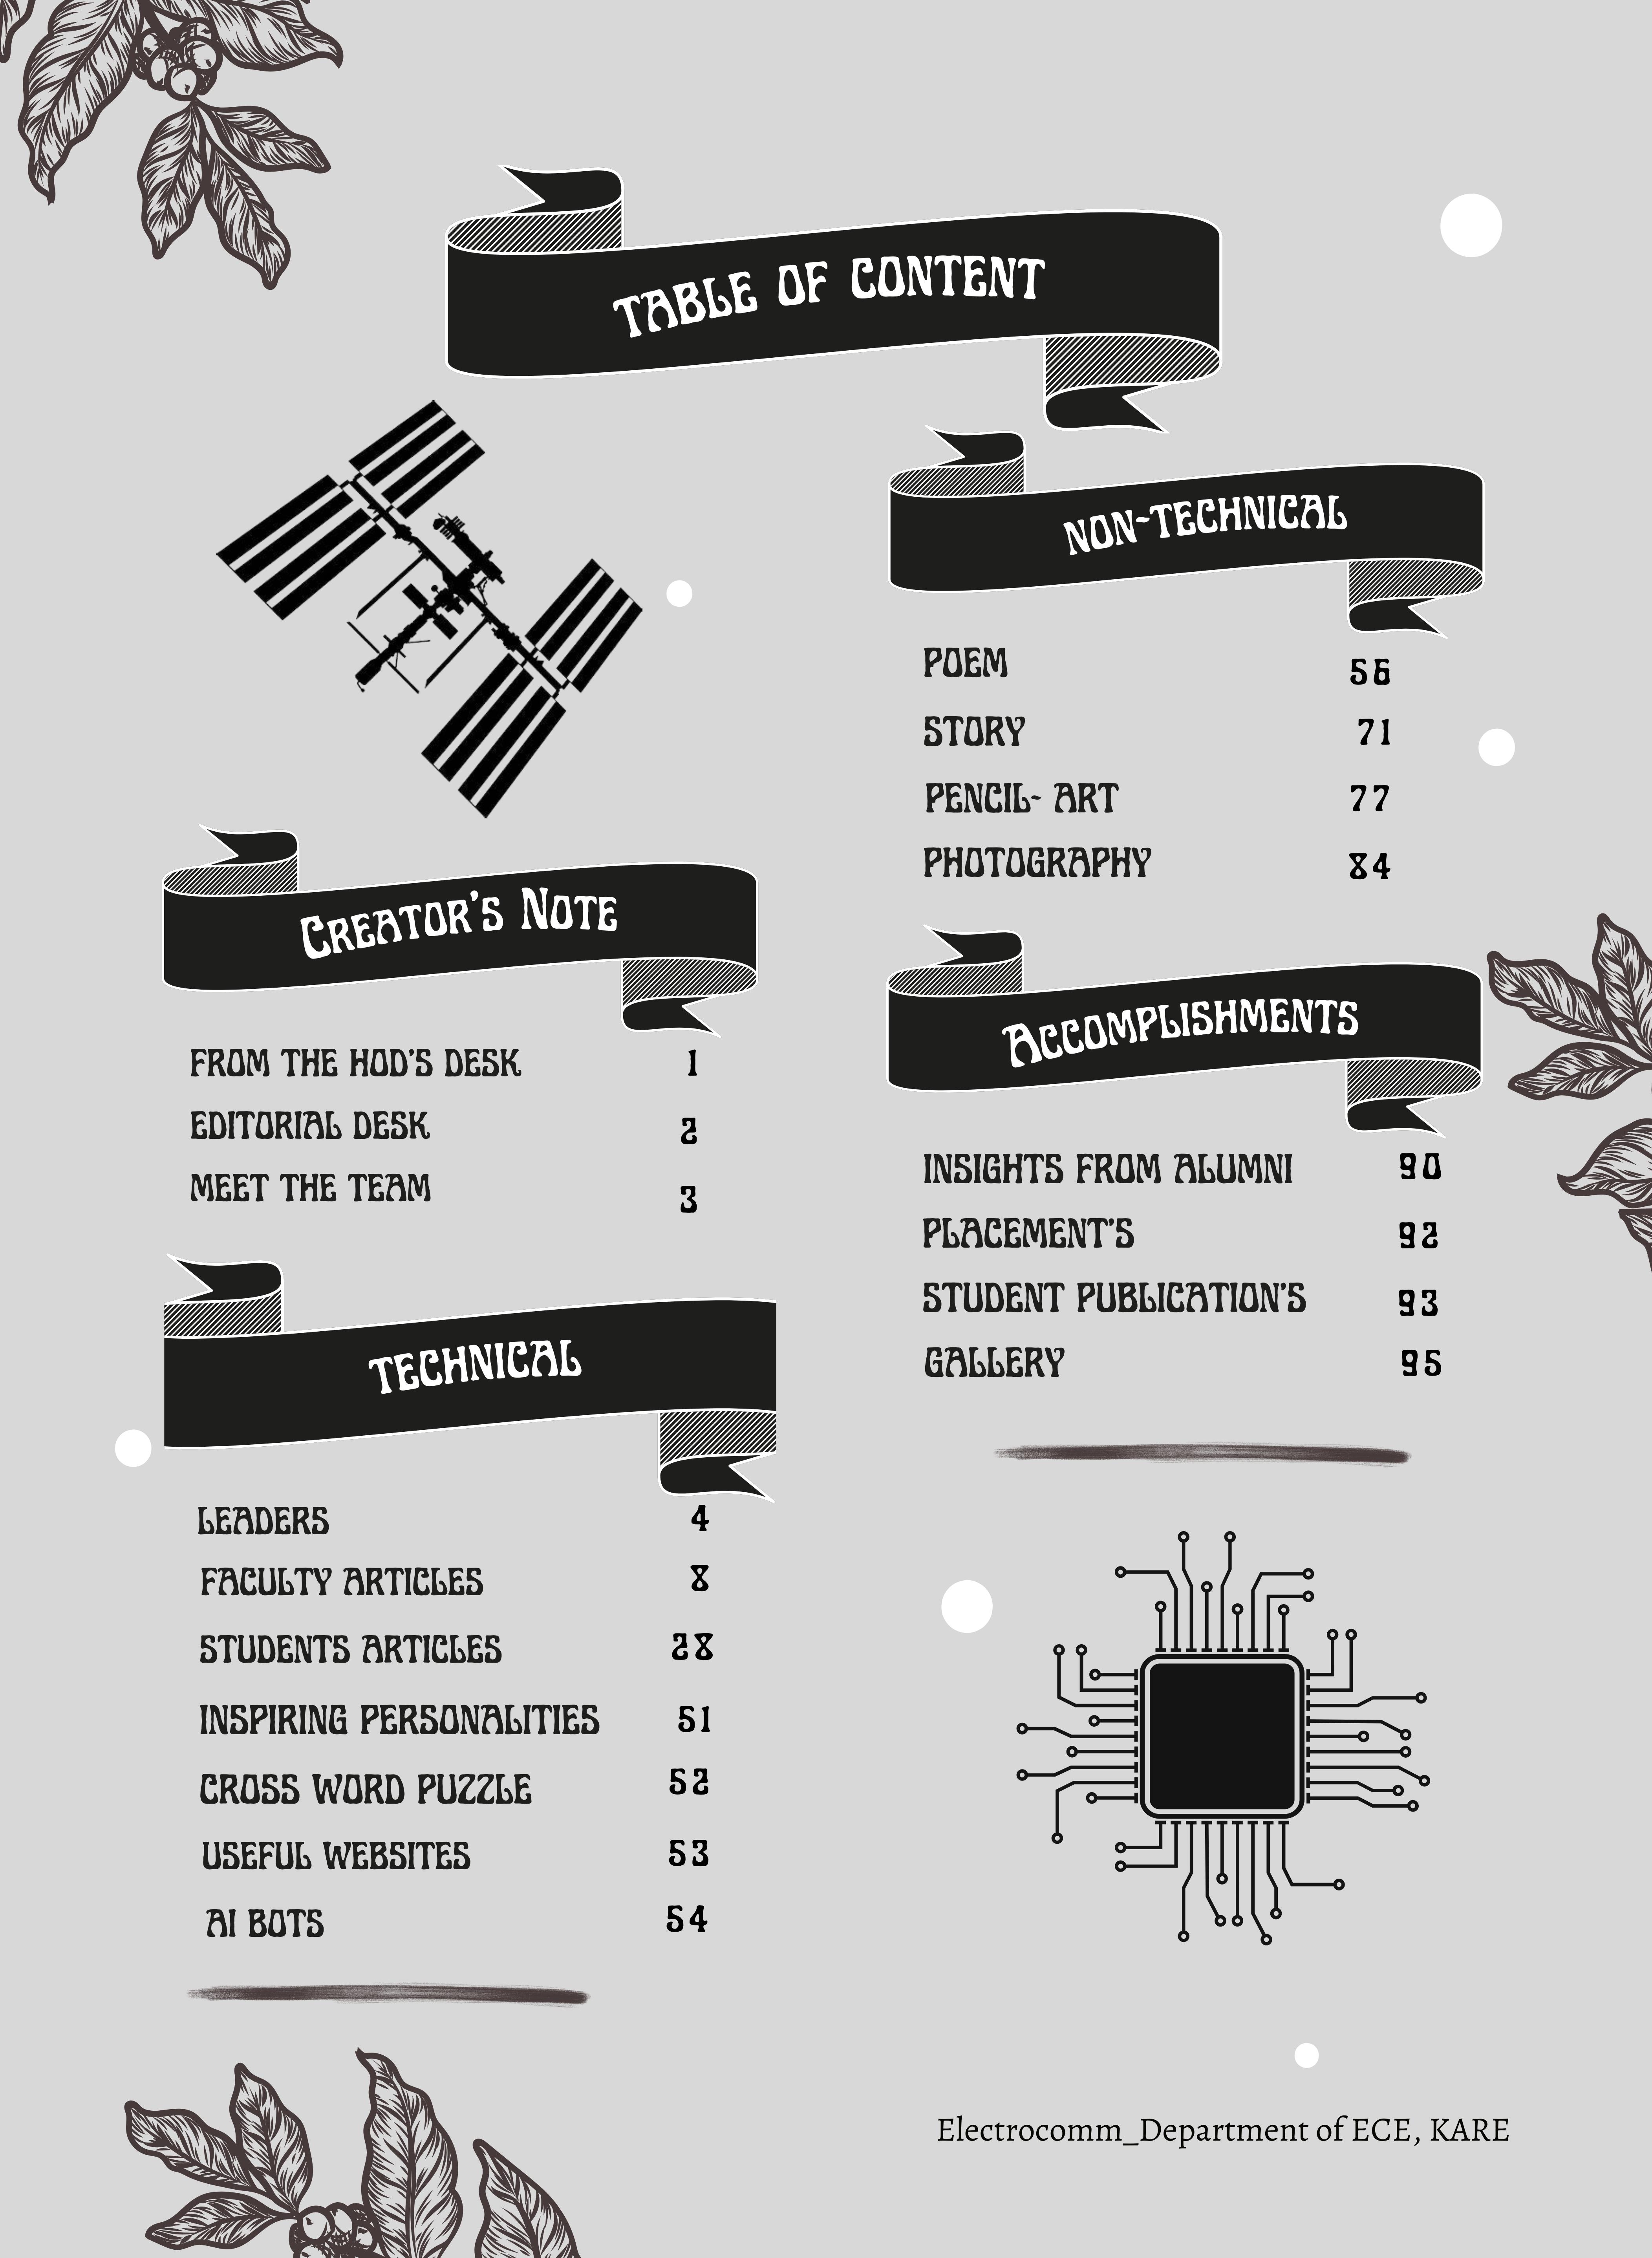 TABLE OF CONTENT
CREATOR'S NOTE
FROM THE HOD'S DESK 1
EDITORIAL DESK 2
MEET THE TEAM 3
TECHNICAL
LEADERS 4
FACULTY ARTICLES 8
STUDENTS ARTICLES 28
INSPIRING PERSONALITIES 51
CROSS WORD PUZZLE 52
USEFUL WEBSITES 53
AI BOTS 54
NON-TECHNICAL
POEM 56
STORY 71
PENCIL- ART 77
PHOTOGRAPHY 84
ACCOMPLISHMENTS
INSIGHTS FROM ALUMNI 90
PLACEMENT'S 92
STUDENT PUBLICATION'S 93
GALLERY 95
Electrocomm_Department of ECE, KARE